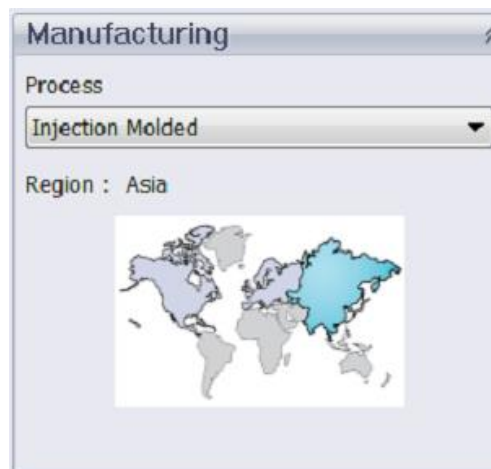 Manufacturing
Process
Injection Molded
Region : Asia